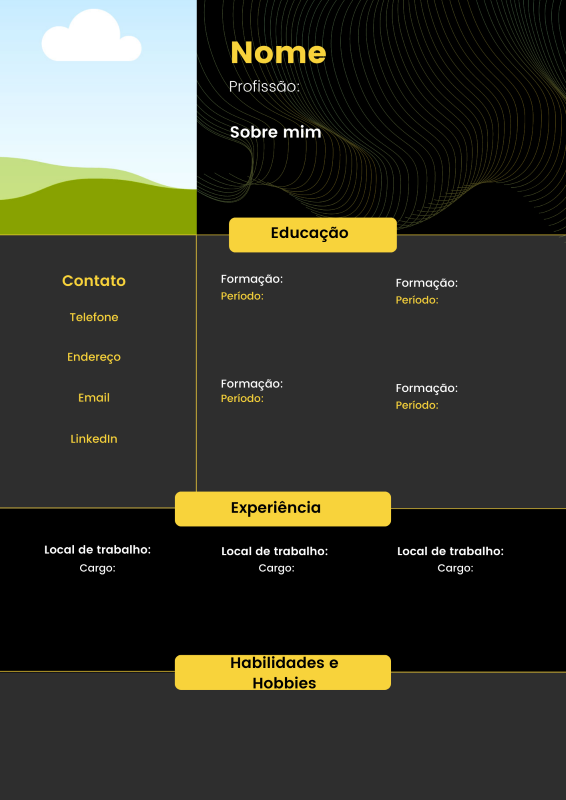 Nome
Profissão:
Sobre mim
Educação
Contato
Telefone
Endereço
Email
LinkedIn
Formação:
Período:
Formação:
Período:
Formação:
Período:
Formação:
Período:
Experiência
Local de trabalho:
Cargo:
Local de trabalho:
Cargo:
Local de trabalho:
Cargo:
Habilidades e
Hobbies